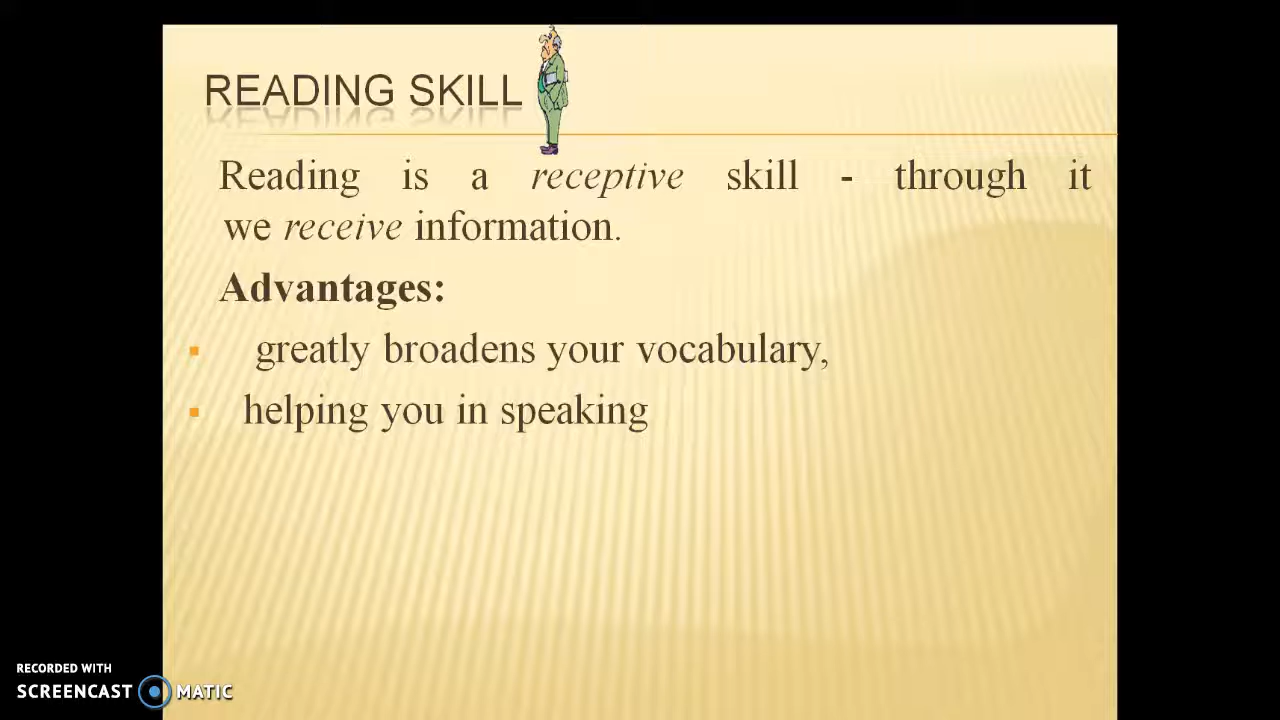 READING SKILL
Reading is a receptive skill - through it
we receive information.
Advantages:
greatly broadens your vocabulary,
helping you in speaking
RECORDED WITH
SCREENCAST MATIC